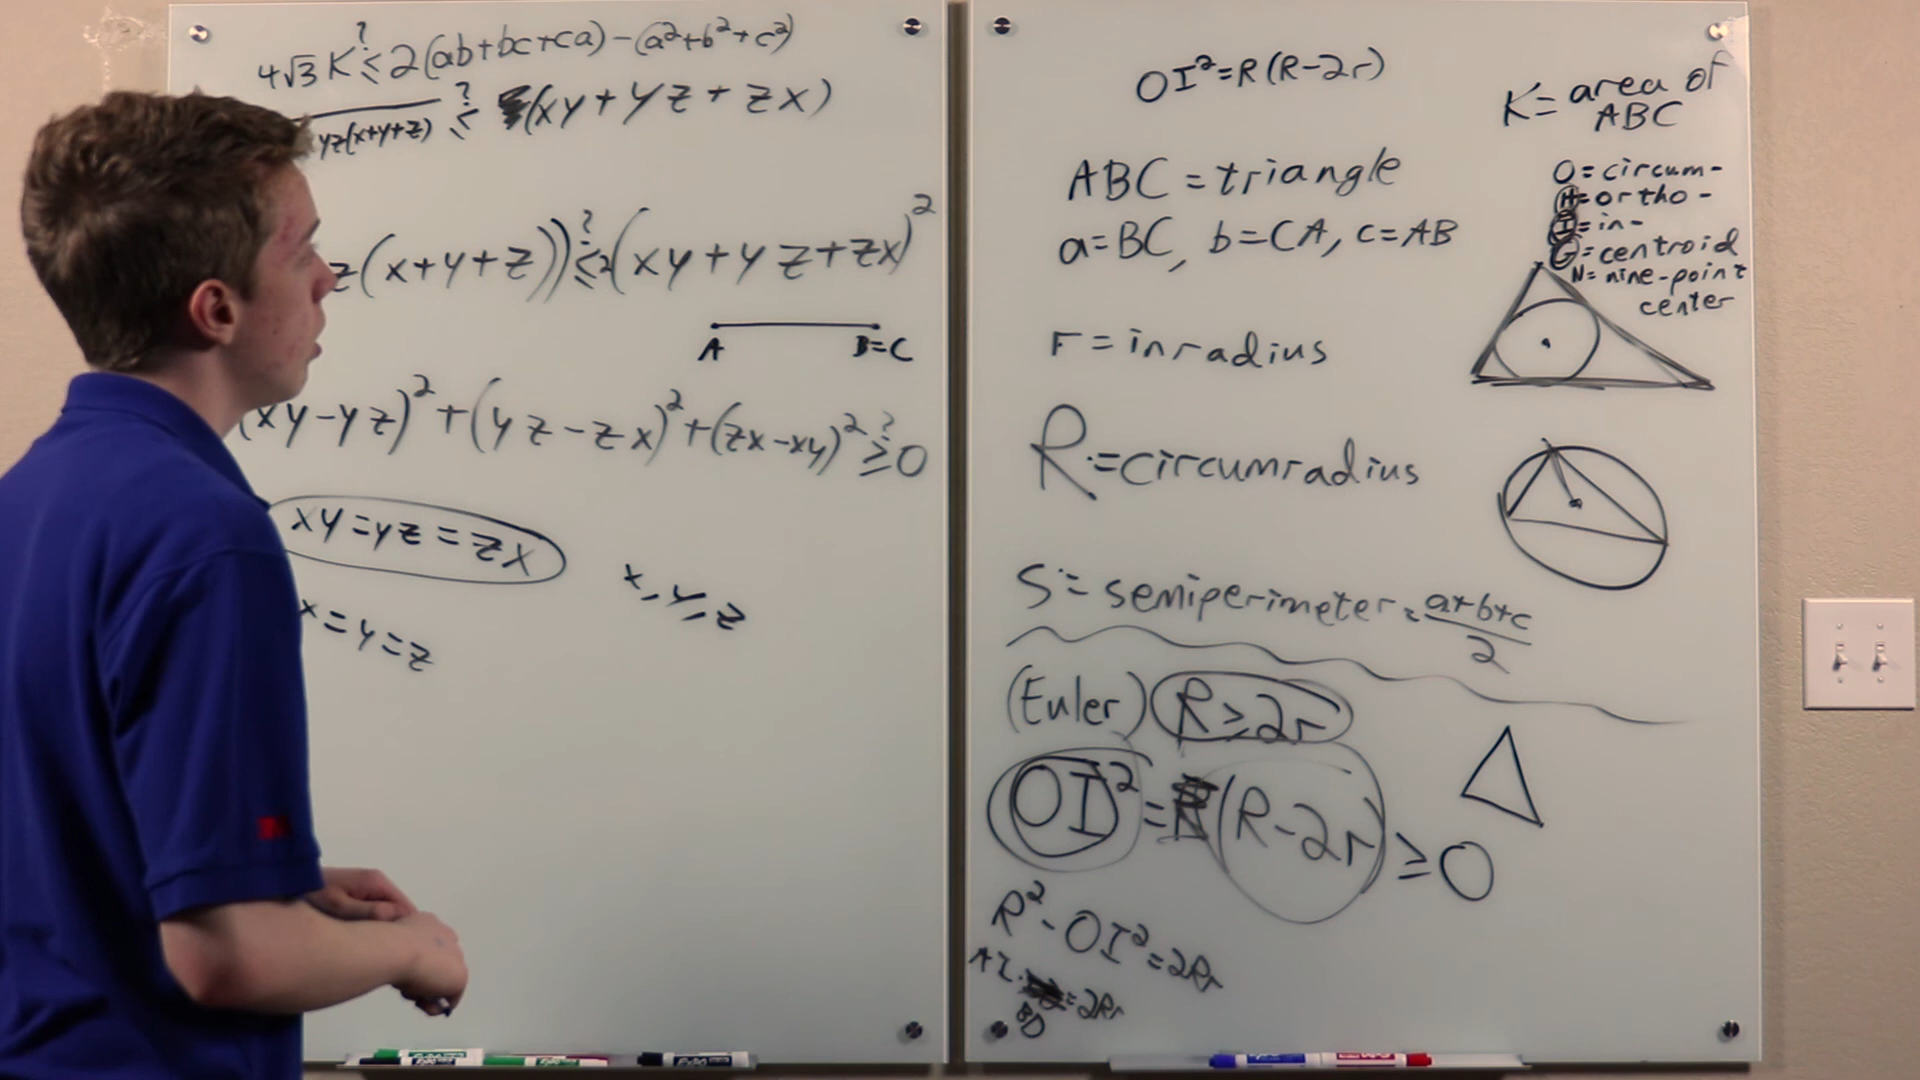 4√3 K ≤? 2(ab+bc+ca)-(a²+b²+c²)
yz(x+y+z) ≤? (xy+yz+zx)
z(x+y+z)) ≤? (xy+yz+zx)²
A B=C
(xy-yz)²+(yz-zx)²+(zx-xy)² ≥? 0
xy=yz=zx
x=y=z
x, y, z
OI²=R(R-2r)
K= area of ABC
ABC = triangle
a=BC, b=CA, c=AB
O=circum-
H=ortho-
I=in-
G=centroid
N=nine-point
center
r = inradius
R:=circumradius
S:= semiperimeter = a+b+c/2
(Euler) R≥2r
OI² = R(R-2r) ≥ 0
R²-OI²=2Rr
AI· =2Rr
BD